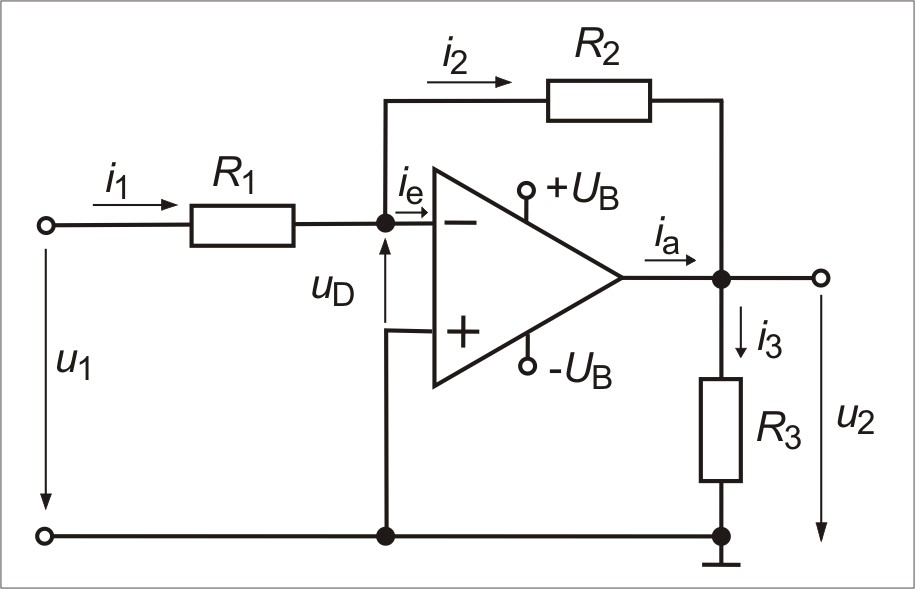 i2
R2
i1
R1
ie
+UB
ia
uD
−
+
-UB
i3
u1
R3
u2